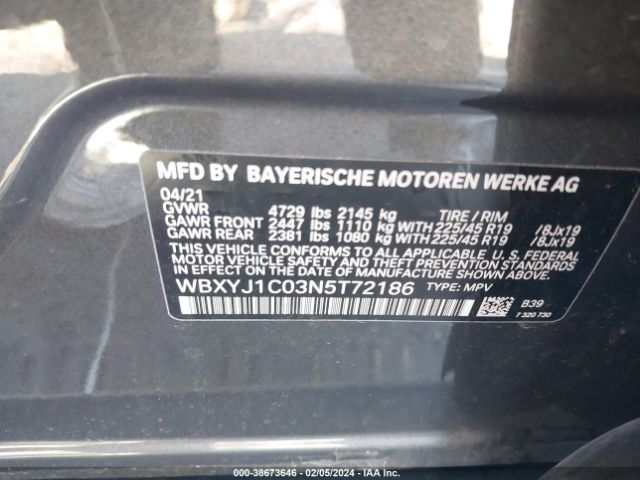 MFD BY BAYERISCHE MOTOREN WERKE AG
04/21
GVWR 4729 lbs 2145 kg TIRE / RIM
GAWR FRONT 2447 lbs 1110 kg WITH 225/45 R19 /8Jx19
GAWR REAR 2381 lbs 1080 kg WITH 225/45 R19 /8Jx19
THIS VEHICLE CONFORMS TO ALL APPLICABLE U.S. FEDERAL
MOTOR VEHICLE SAFETY, BUMPER, AND THEFT PREVENTION STANDARDS
IN EFFECT ON THE DATE OF MANUFACTURE SHOWN ABOVE.
WBXYJ1C03N5T72186 TYPE: MPV
B39
7 320 730
000-38673646 - 02/05/2024 - IAA Inc.